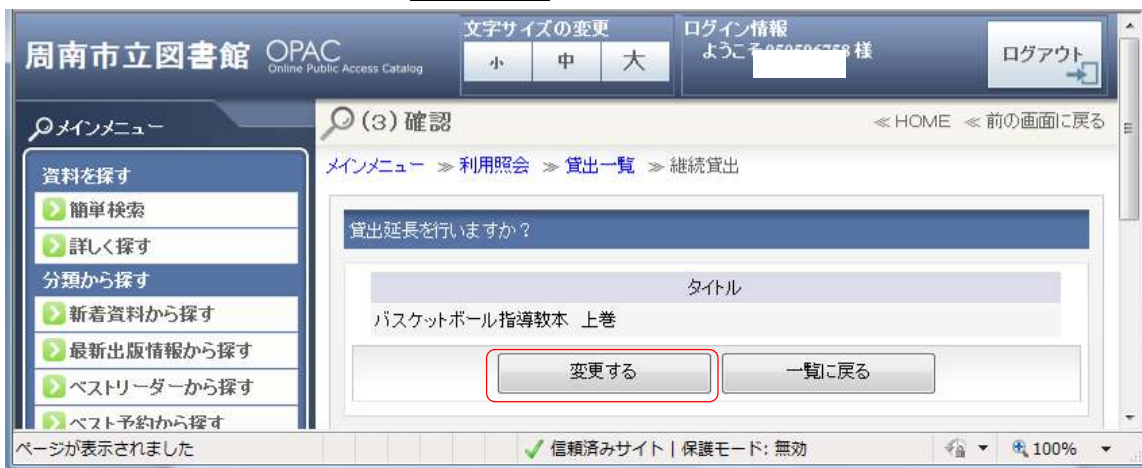 周南市立図書館 OPAC
Online Public Access Catalog
文字サイズの変更
小 中 大
ログイン情報
ようこそ 様
ログアウト
メインメニュー
資料を探す
簡単検索
詳しく探す
分類から探す
新着資料から探す
最新出版情報から探す
ベストリーダーから探す
ベスト予約から探す
(3)確認
≪HOME ≪前の画面に戻る
メインメニュー ≫利用照会 ≫貸出一覧 ≫継続貸出
貸出延長を行いますか?
タイトル
バスケットボール指導教本 上巻
変更する 一覧に戻る
ページが表示されました
信頼済みサイト | 保護モード: 無効
100%